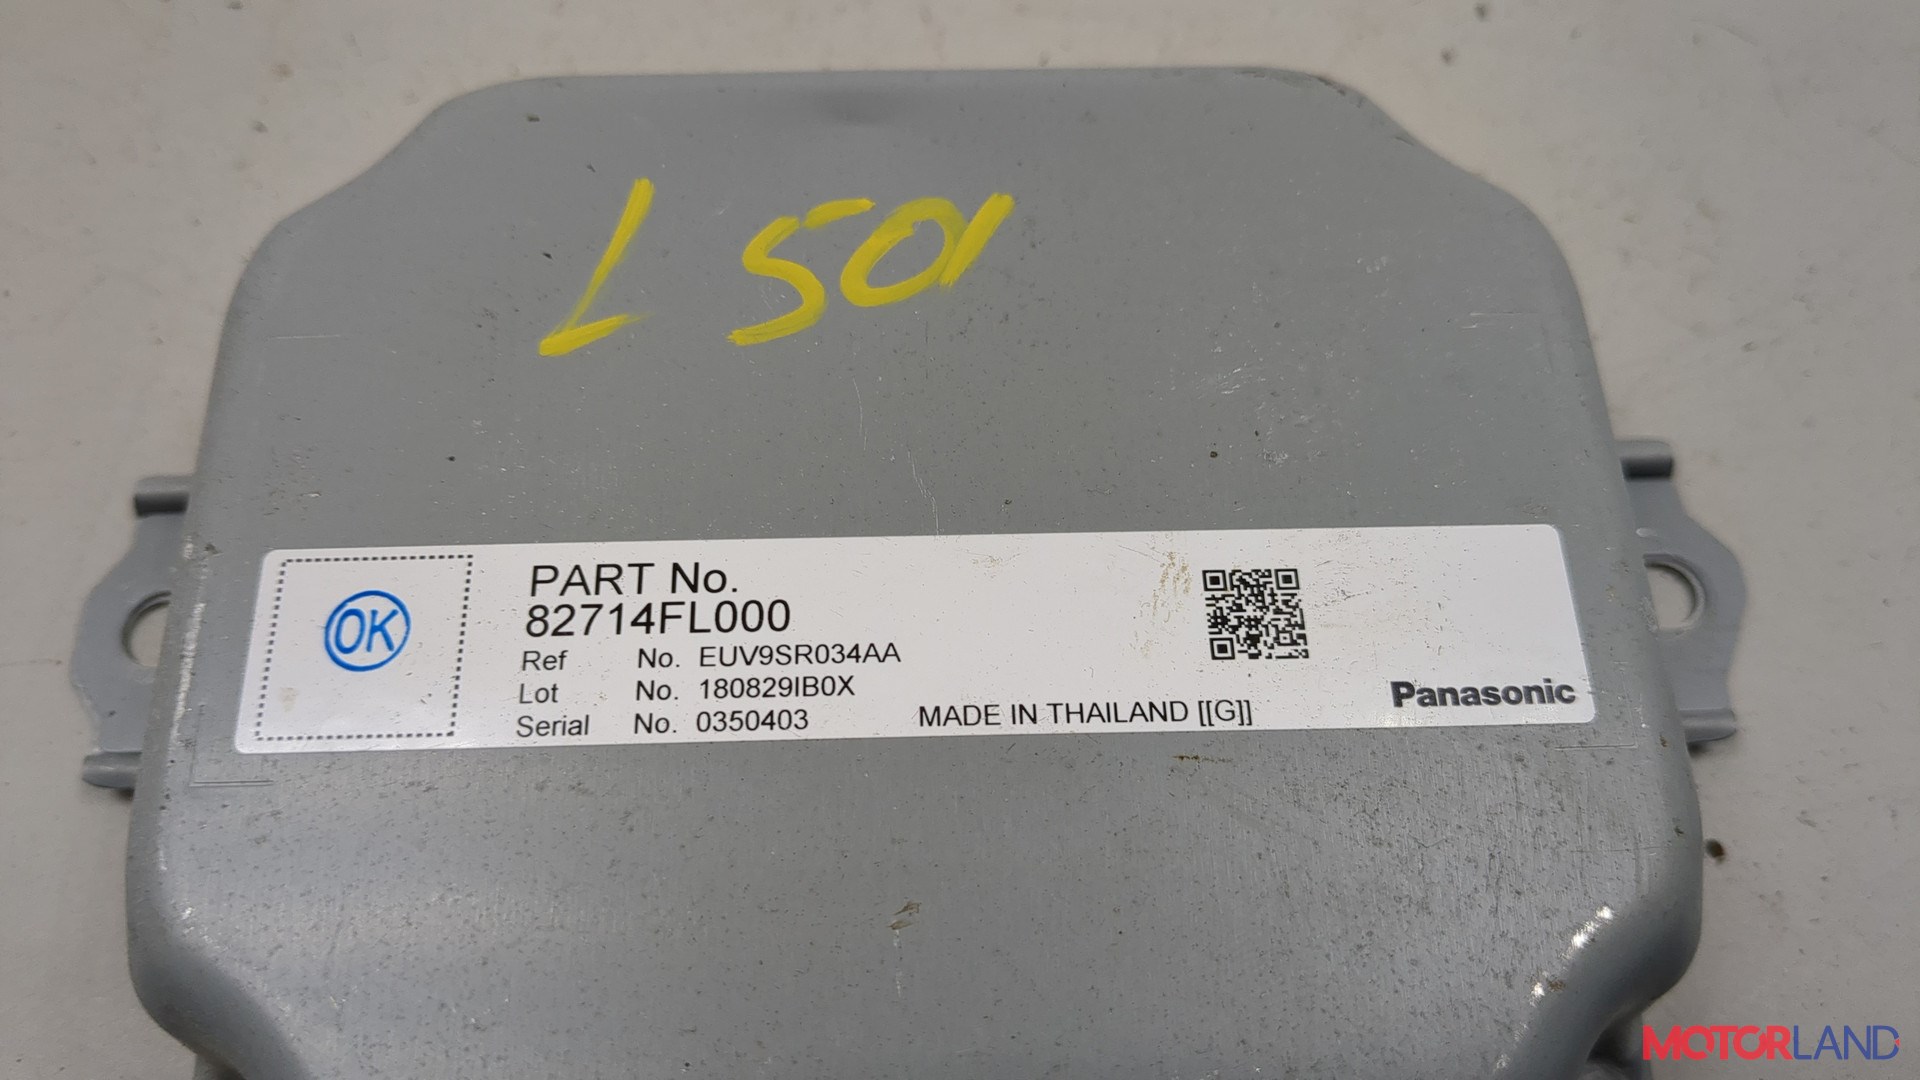 L 501
OK
PART No.
82714FL000
Ref No. EUV9SR034AA
Lot No. 180829IB0X
Serial No. 0350403
MADE IN THAILAND [[G]]
Panasonic
MOTORLAND